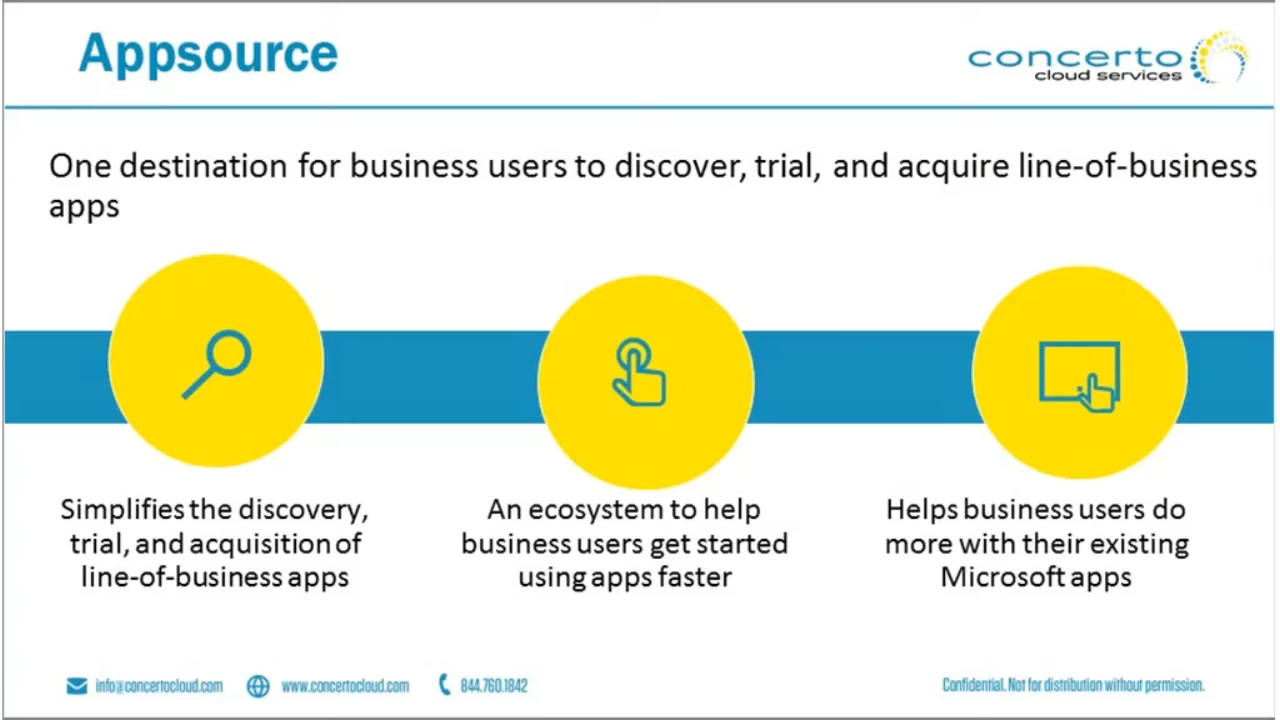 Appsource
concerto
cloud services
One destination for business users to discover, trial, and acquire line-of-business
apps
Simplifies the discovery,
trial, and acquisition of
line-of-business apps
An ecosystem to help
business users get started
using apps faster
Helps business users do
more with their existing
Microsoft apps
info@concertocloud.com www.concertocloud.com 844.760.1842
Confidential. Not for distribution without permission.